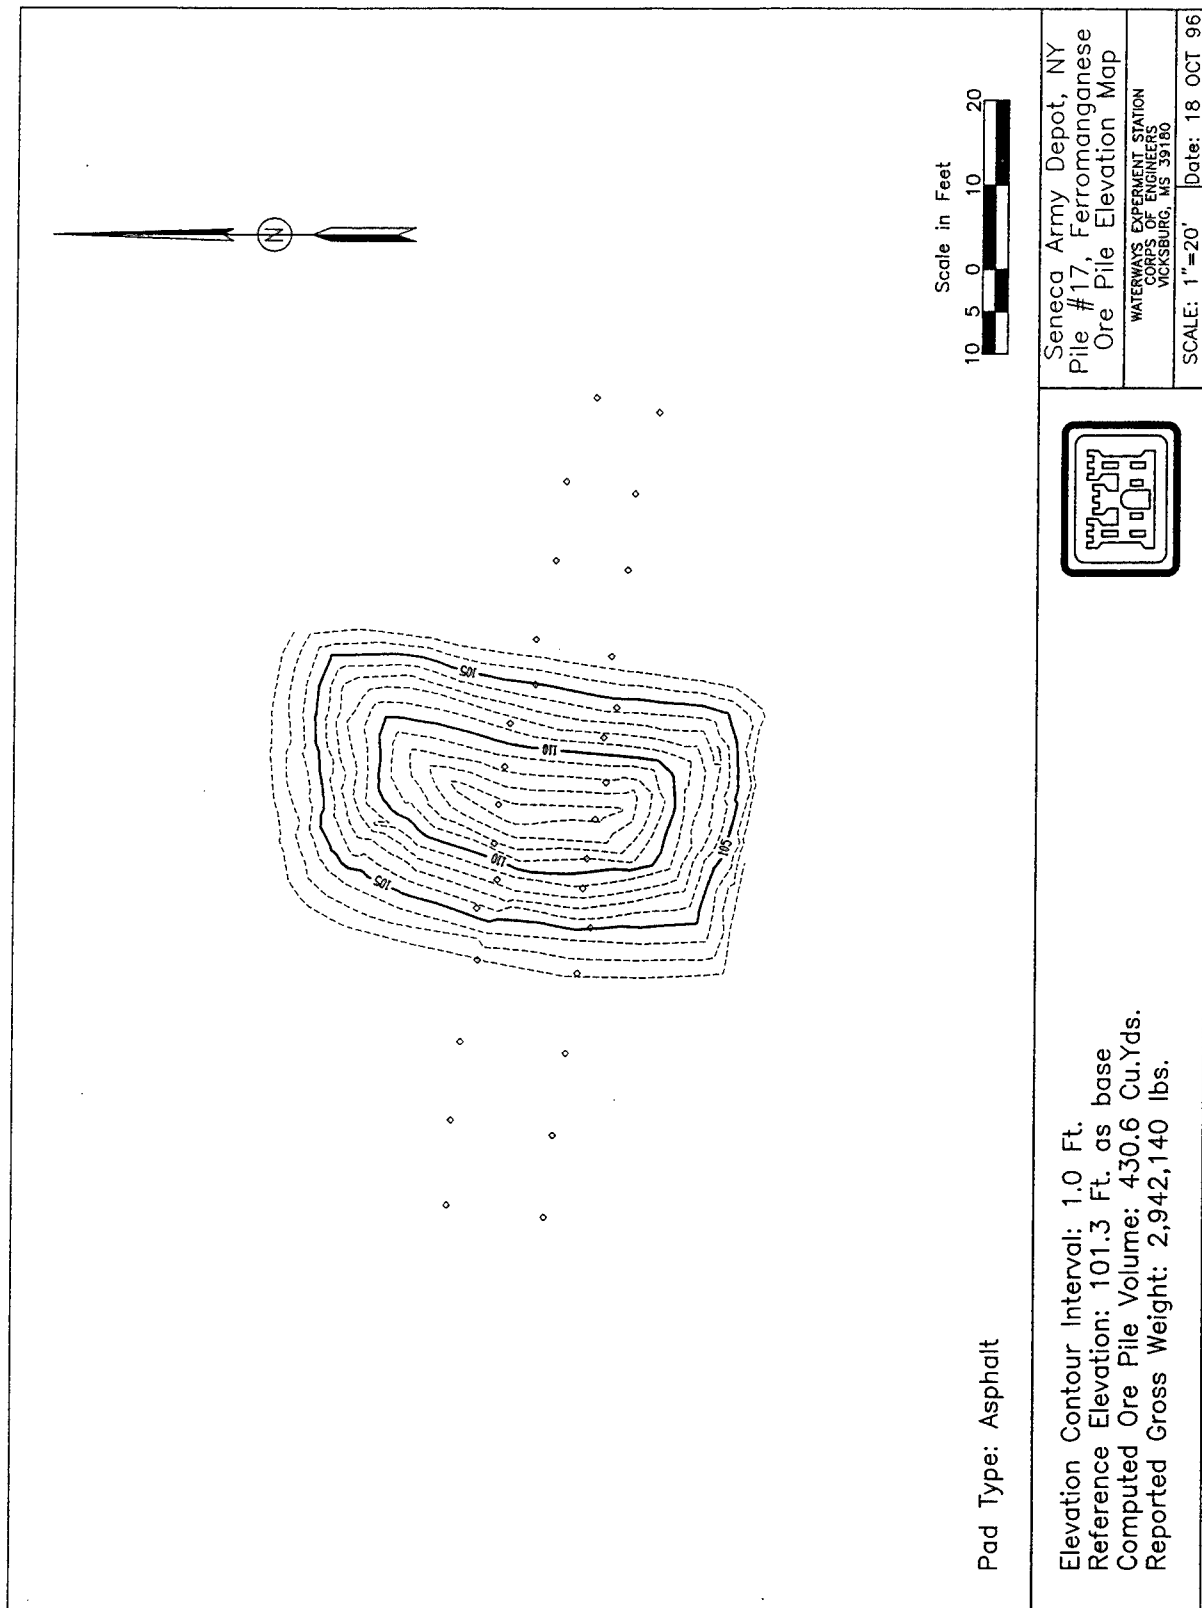 N
105
110
110
105
105
Pad Type: Asphalt
Scale in Feet
10 5 0 10 20
Elevation Contour Interval: 1.0 Ft.
Reference Elevation: 101.3 Ft. as base
Computed Ore Pile Volume: 430.6 Cu.Yds.
Reported Gross Weight: 2,942,140 lbs.
Seneca Army Depot, NY
Pile #17, Ferromanganese
Ore Pile Elevation Map
WATERWAYS EXPERMENT STATION
CORPS OF ENGINEERS
VICKSBURG, MS 39180
SCALE: 1"=20' Date: 18 OCT 96